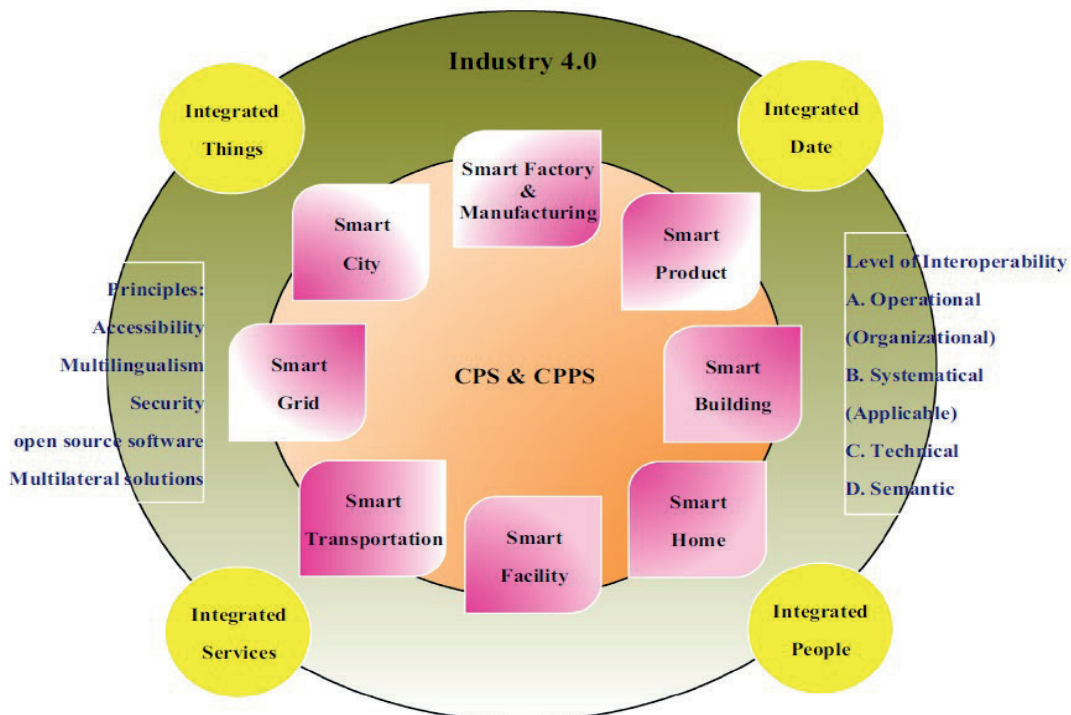 Industry 4.0
Integrated
Things
Integrated
Date
Smart Factory
&
Manufacturing
Smart
City
Smart
Product
Principles:
Accessibility
Multilingualism
Security
open source software
Multilateral solutions
Level of Interoperability
A. Operational
(Organizational)
B. Systematical
(Applicable)
C. Technical
D. Semantic
Smart
Grid
CPS & CPPS
Smart
Building
Smart
Transportation
Smart
Facility
Smart
Home
Integrated
Services
Integrated
People